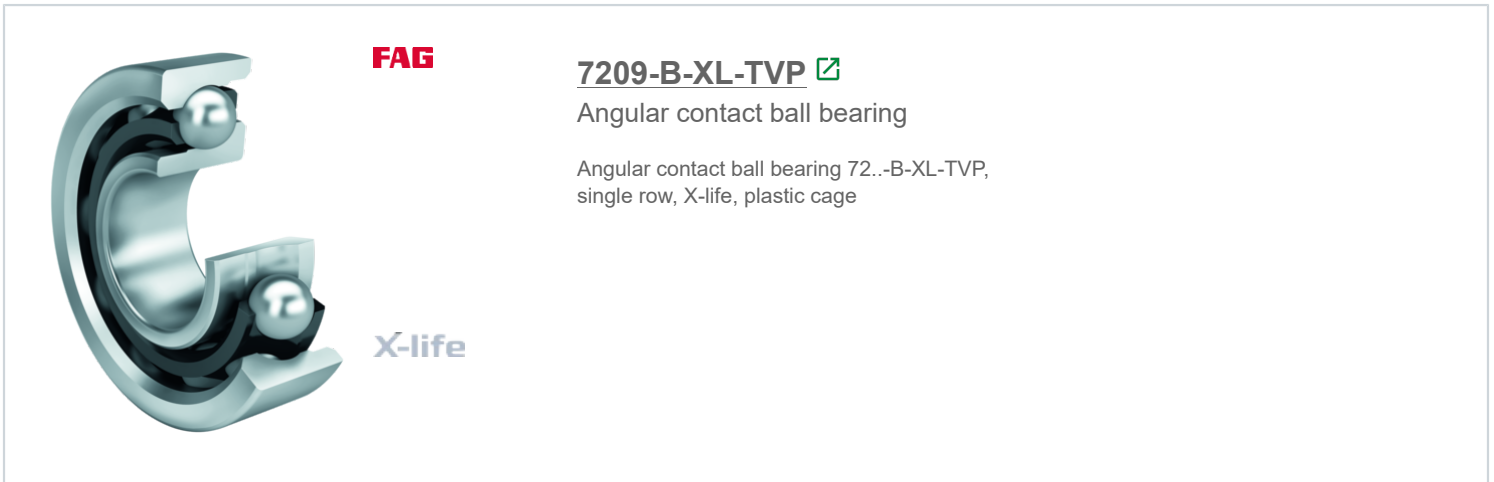 FAG
7209-B-XL-TVP
Angular contact ball bearing
Angular contact ball bearing 72..-B-XL-TVP,
single row, X-life, plastic cage
X-life